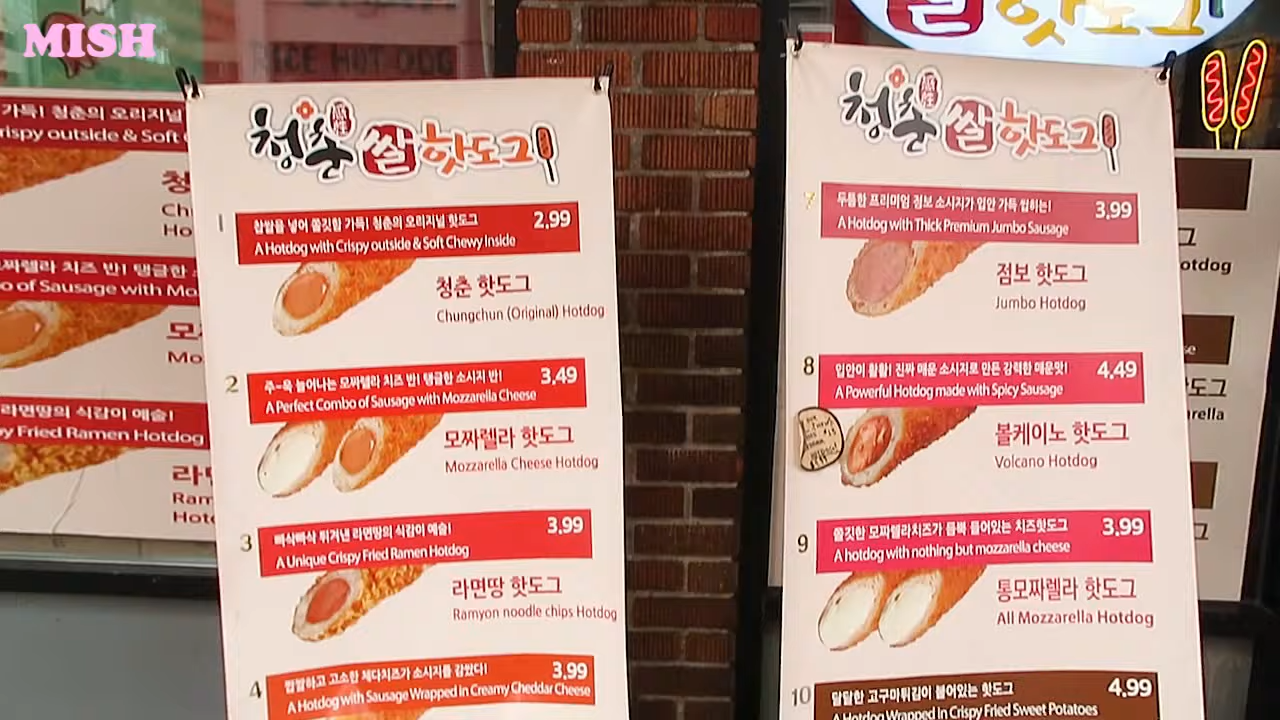 MISH
RICE HOT DOG
쌀핫도그
가득! 청춘의 오리지널
rispy outside & Soft
청
Ch
Ho
모짜렐라 치즈 반! 탱글한
o of Sausage with Mo
모
Mo
라면땅의 식감이 예술!
y Fried Ramen Hotdog
라
Ram
Hot
청춘 쌀핫도그
1
찹쌀을 넣어 쫄깃함 가득! 청춘의 오리지널 핫도그
2.99
A Hotdog with Crispy outside & Soft Chewy Inside
청춘 핫도그
Chungchun (Original) Hotdog
2
주~욱 늘어나는 모짜렐라 치즈 반! 탱글한 소시지 반!
3.49
A Perfect Combo of Sausage with Mozzarella Cheese
모짜렐라 핫도그
Mozzarella Cheese Hotdog
3
빠삭빠삭 튀겨낸 라면땅의 식감이 예술!
3.99
A Unique Crispy Fried Ramen Hotdog
라면땅 핫도그
Ramyon noodle chips Hotdog
4
짭짤하고 고소한 체다치즈가 소시지를 감쌌다!
3.99
A Hotdog with Sausage Wrapped in Creamy Cheddar Cheese
청춘 쌀핫도그
7
두툼한 프리미엄 점보 소시지가 입안 가득 씹히는!
3.99
A Hotdog with Thick Premium Jumbo Sausage
점보 핫도그
Jumbo Hotdog
8
입안이 활활! 진짜 매운 소시지로 만든 강력한 매운맛!
4.49
A Powerful Hotdog made with Spicy Sausage
볼케이노 핫도그
Volcano Hotdog
9
쫄깃한 모짜렐라치즈가 듬뿍 들어있는 치즈핫도그
3.99
A hotdog with nothing but mozzarella cheese
통모짜렐라 핫도그
All Mozzarella Hotdog
10
달달한 고구마튀김이 붙어있는 핫도그
4.99
A Hotdog Wrapped in Crispy Fried Sweet Potatoes
그
otdog
se
핫도그
arella
그